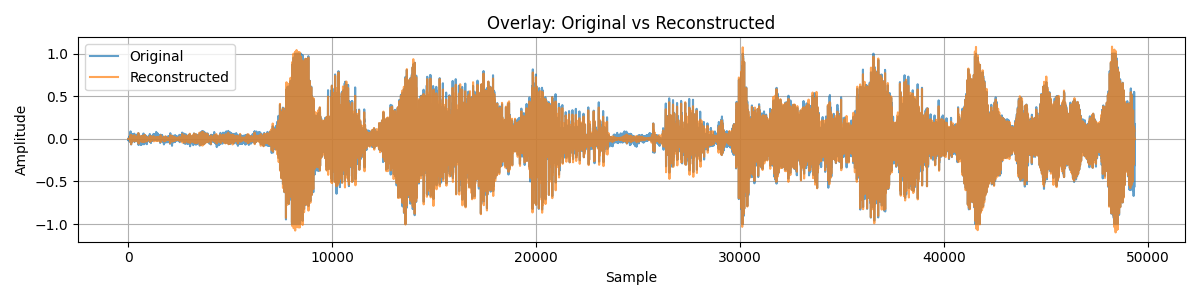 Overlay: Original vs Reconstructed
Original
Reconstructed
Amplitude
1.0
0.5
0.0
−0.5
−1.0
0 10000 20000 30000 40000 50000
Sample